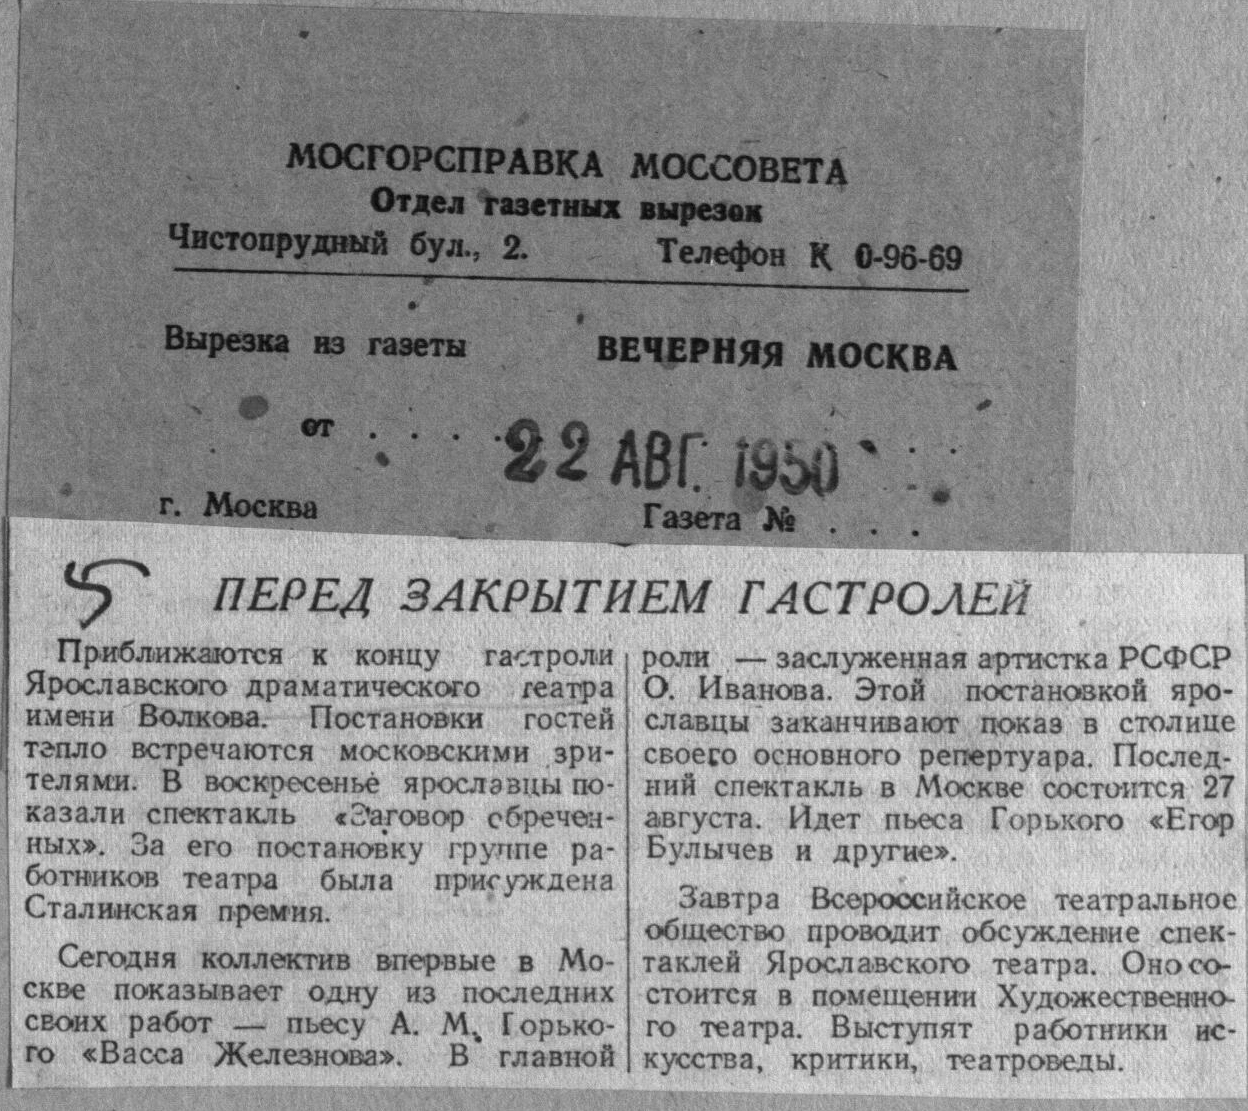 МОСГОРСПРАВКА МОССОВЕТА
Отдел газетных вырезок
Чистопрудный бул., 2. Телефон К 0-96-69
Вырезка из газеты ВЕЧЕРНЯЯ МОСКВА
от . . . . 22 АВГ. 1950 . .
г. Москва Газета № . . .
ПЕРЕД ЗАКРЫТИЕМ ГАСТРОЛЕЙ
Приближаются к концу гастроли
Ярославского драматического театра
имени Волкова. Постановки гостей
тепло встречаются московскими зри-
телями. В воскресенье ярославцы по-
казали спектакль «Заговор обречен-
ных». За его постановку группе ра-
ботников театра была присуждена
Сталинская премия.
Сегодня коллектив впервые в Мо-
скве показывает одну из последних
своих работ — пьесу А. М. Горько-
го «Васса Железнова». В главной
роли — заслуженная артистка РСФСР
О. Иванова. Этой постановкой яро-
славцы заканчивают показ в столице
своего основного репертуара. Послед-
ний спектакль в Москве состоится 27
августа. Идет пьеса Горького «Егор
Булычев и другие».
Завтра Всероссийское театральное
общество проводит обсуждение спек-
таклей Ярославского театра. Оно со-
стоится в помещении Художественно-
го театра. Выступят работники ис-
кусства, критики, театроведы.